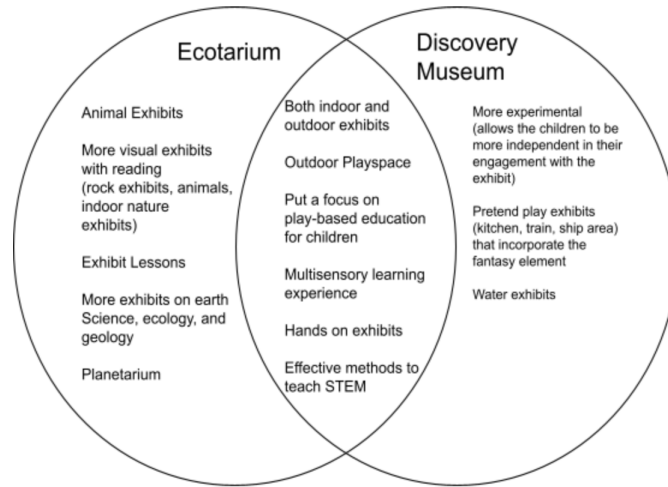 Ecotarium
Animal Exhibits
More visual exhibits
with reading
(rock exhibits, animals,
indoor nature
exhibits)
Exhibit Lessons
More exhibits on earth
Science, ecology, and
geology
Planetarium
Both indoor and
outdoor exhibits
Outdoor Playspace
Put a focus on
play-based education
for children
Multisensory learning
experience
Hands on exhibits
Effective methods to
teach STEM
Discovery
Museum
More experimental
(allows the children to be
more independent in their
engagement with the
exhibit)
Pretend play exhibits
(kitchen, train, ship area)
that incorporate the
fantasy element
Water exhibits